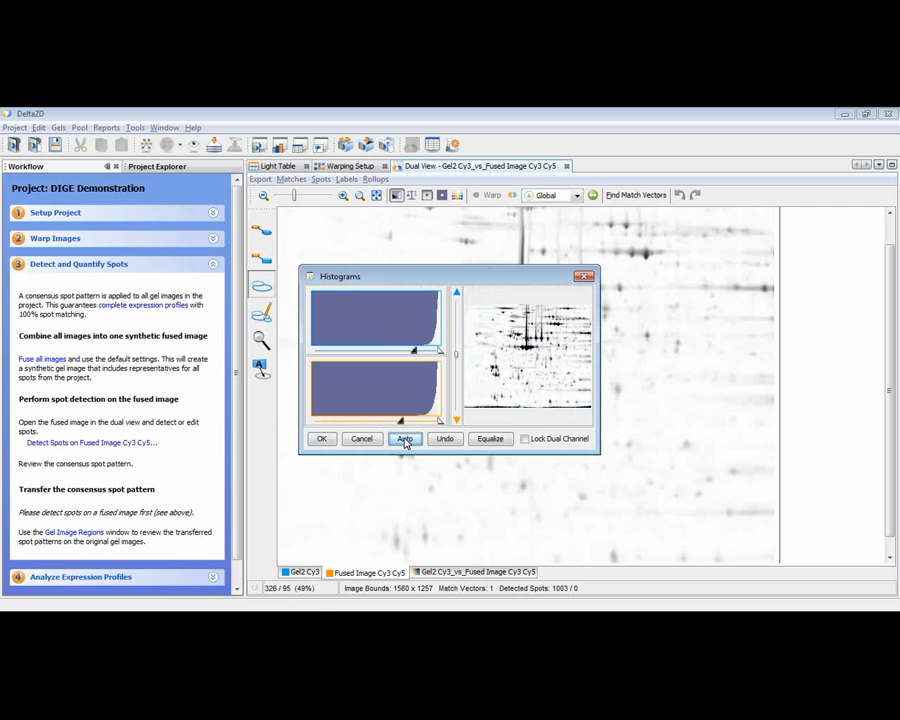 Delta2D
Project Edit Gels Pool Reports Tools Window Help
Workflow
Project Explorer
Light Table
Warping Setup
Dual View - Gel2 Cy3_vs_Fused Image Cy3 Cy5
Export Matches Spots Labels Rollups
Warp
Global
Find Match Vectors
Project: DIGE Demonstration
1 Setup Project
2 Warp Images
3 Detect and Quantify Spots
A consensus spot pattern is applied to all gel images in the
project. This guarantees complete expression profiles with
100% spot matching.
Combine all images into one synthetic fused image
Fuse all images and use the default settings. This will create
a synthetic gel image that includes representatives for all
spots from the project.
Perform spot detection on the fused image
Open the fused image in the dual view and detect or edit
spots.
Detect Spots on Fused Image Cy3 Cy5...
Review the consensus spot pattern.
Transfer the consensus spot pattern
Please detect spots on a fused image first (see above).
Use the Gel Image Regions window to review the transferred
spot patterns on the original gel images.
4 Analyze Expression Profiles
A
Histograms
OK
Cancel
Auto
Undo
Equalize
Lock Dual Channel
Gel2 Cy3
Fused Image Cy3 Cy5
Gel2 Cy3_vs_Fused Image Cy3 Cy5
326 / 95 (49%)
Image Bounds: 1560 x 1257 Match Vectors: 1 Detected Spots: 1003 / 0